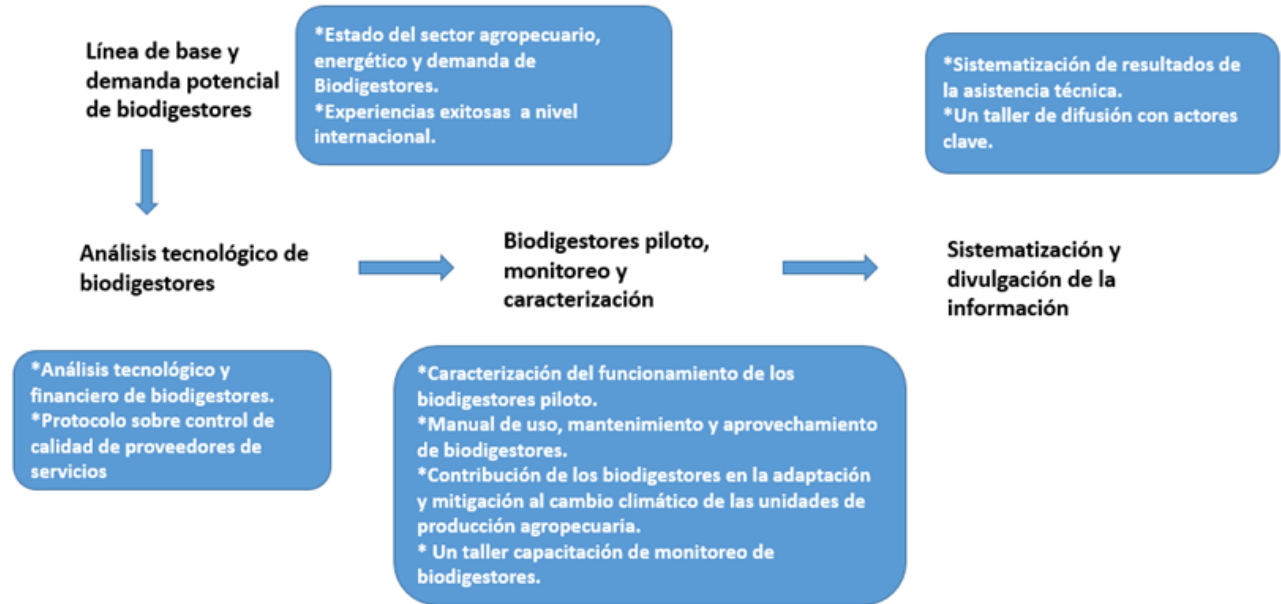 Línea de base y
demanda potencial
de biodigestores
*Estado del sector agropecuario,
energético y demanda de
Biodigestores.
*Experiencias exitosas a nivel
internacional.
*Sistematización de resultados de
la asistencia técnica.
*Un taller de difusión con actores
clave.
Análisis tecnológico de
biodigestores
Biodigestores piloto,
monitoreo y
caracterización
Sistematización y
divulgación de la
información
*Análisis tecnológico y
financiero de biodigestores.
*Protocolo sobre control de
calidad de proveedores de
servicios
*Caracterización del funcionamiento de los
biodigestores piloto.
*Manual de uso, mantenimiento y aprovechamiento
de biodigestores.
*Contribución de los biodigestores en la adaptación
y mitigación al cambio climático de las unidades de
producción agropecuaria.
* Un taller capacitación de monitoreo de
biodigestores.